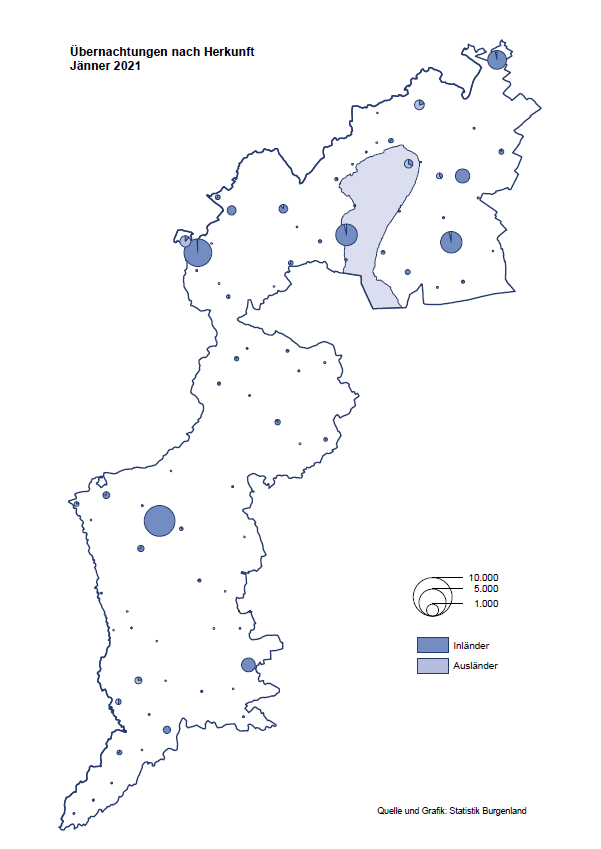 Übernachtungen nach Herkunft
Jänner 2021
10.000
5.000
1.000
Inländer
Ausländer
Quelle und Grafik: Statistik Burgenland